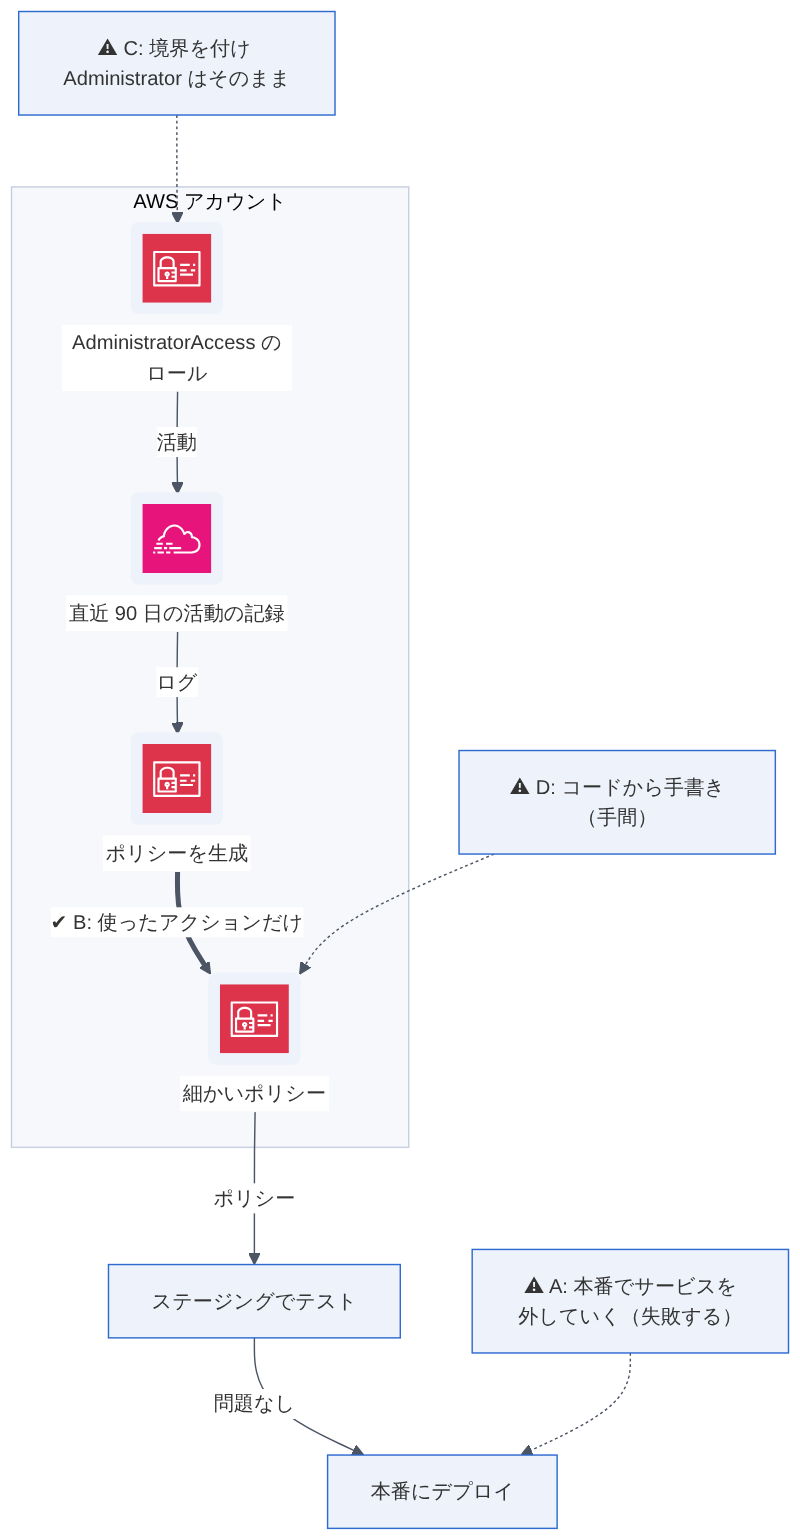 ⚠ C: 境界を付け
Administrator はそのまま
AWS アカウント
AdministratorAccess の
ロール
活動
直近 90 日の活動の記録
ログ
ポリシーを生成
⚠ D: コードから手書き
（手間）
✔ B: 使ったアクションだけ
細かいポリシー
ポリシー
⚠ A: 本番でサービスを
外していく（失敗する）
ステージングでテスト
問題なし
本番にデプロイ